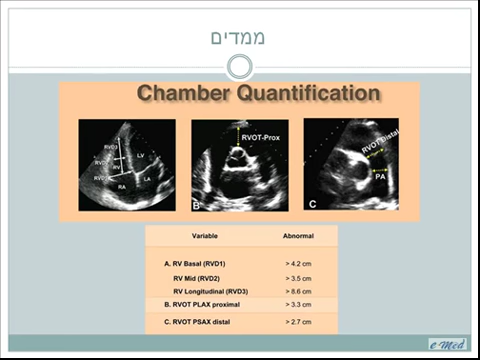 ממדים
Chamber Quantification
RVD3
RVD2
LV
RV
RVD1
LA
RA
RVOT-Prox
B
RVOT Distal
PA
C
Variable Abnormal
A. RV Basal (RVD1) > 4.2 cm
RV Mid (RVD2) > 3.5 cm
RV Longitudinal (RVD3) > 8.6 cm
B. RVOT PLAX proximal > 3.3 cm
C. RVOT PSAX distal > 2.7 cm
e Med